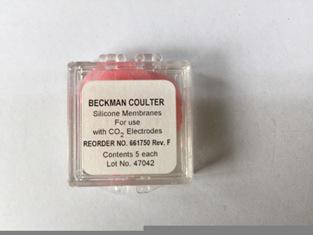 BECKMAN COULTER
Silicone Membranes
For use
with CO₂ Electrodes
REORDER NO. 661750 Rev. F
Contents 5 each
Lot No. 47042